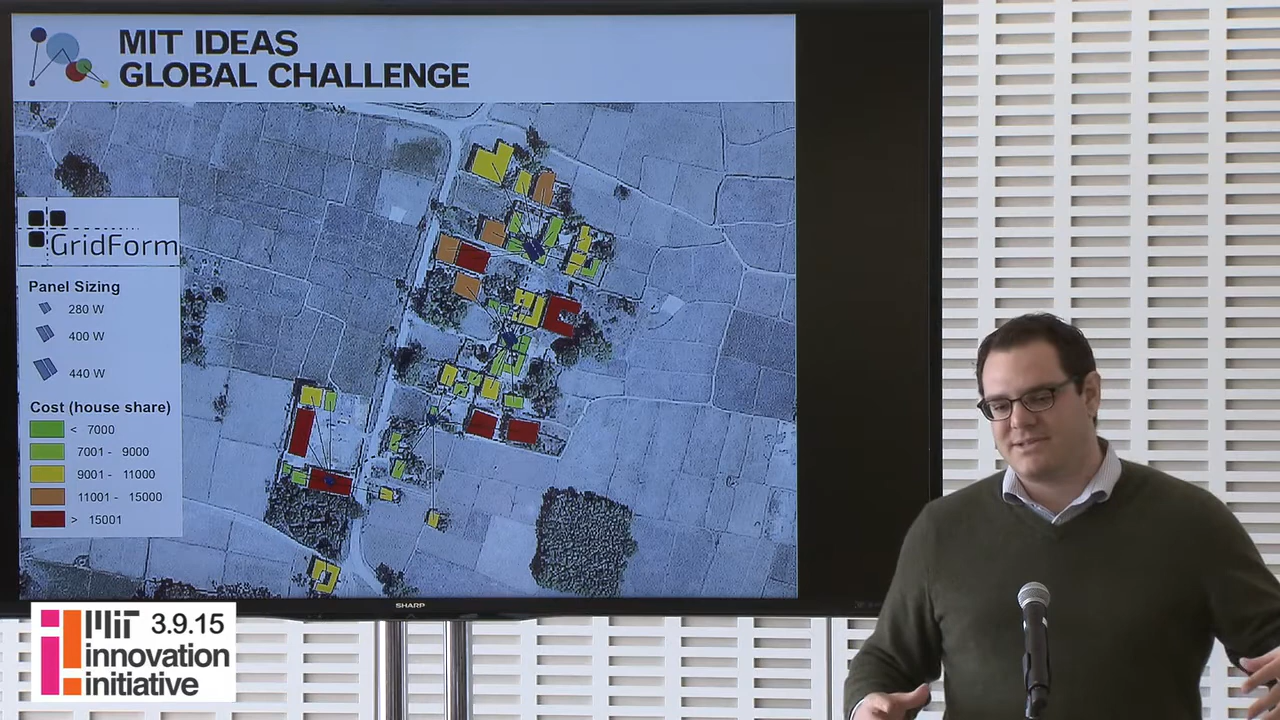 MIT IDEAS
GLOBAL CHALLENGE
GridForm
Panel Sizing
280 W
400 W
440 W
Cost (house share)
< 7000
7001 - 9000
9001 - 11000
11001 - 15000
> 15001
SHARP
MIT 3.9.15
innovation
initiative